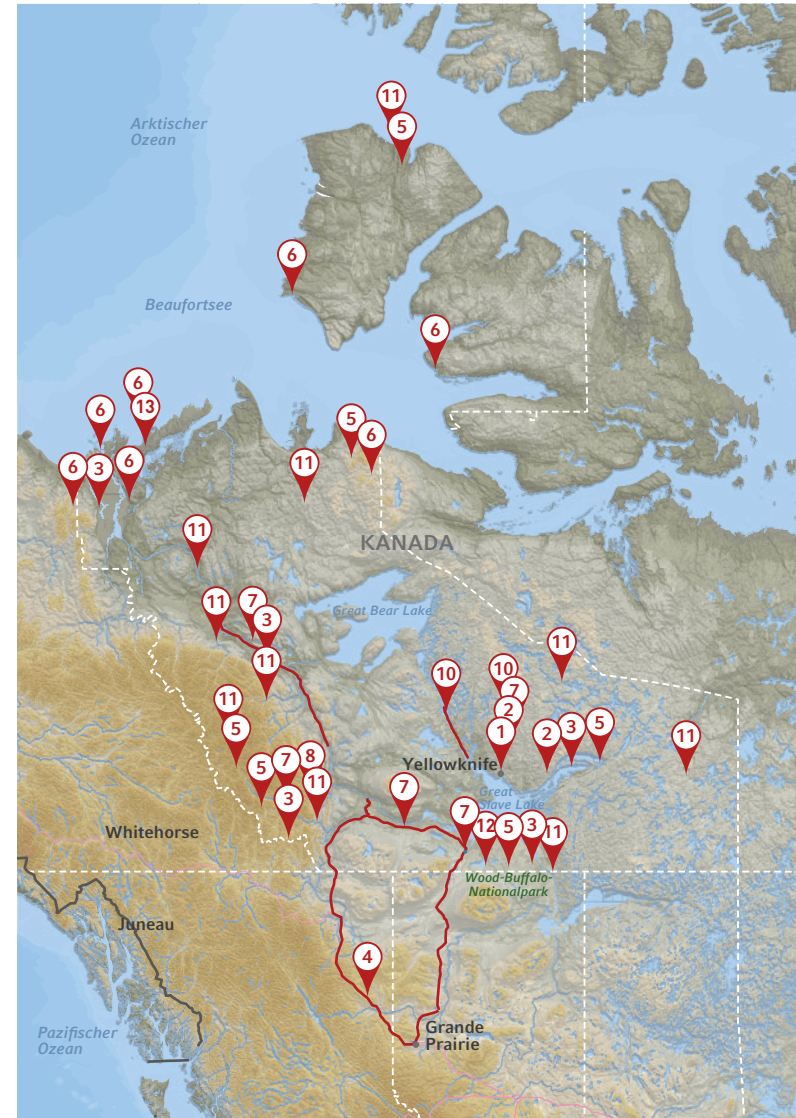 11
5
Arktischer
Ozean
6
Beaufortsee
6
6
13
6
5
6
6
3
6
11
11
KANADA
11
7
3
Great Bear Lake
11
11
10
10
7
2
1
11
5
2
3
5
11
5
7
8
11
3
Yellowknife
7
Great
Slave Lake
7
12
5
3
11
Whitehorse
Wood-Buffalo-
Nationalpark
Juneau
4
Grande
Prairie
Pazifischer
Ozean